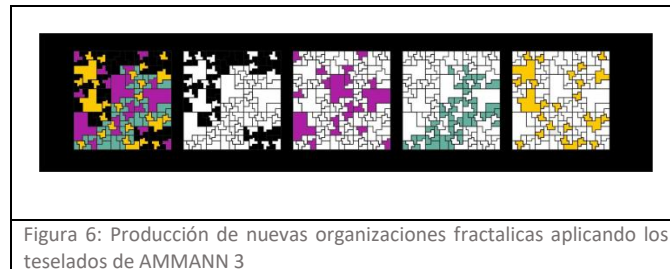 Figura 6: Producción de nuevas organizaciones fractalicas aplicando los
teselados de AMMANN 3